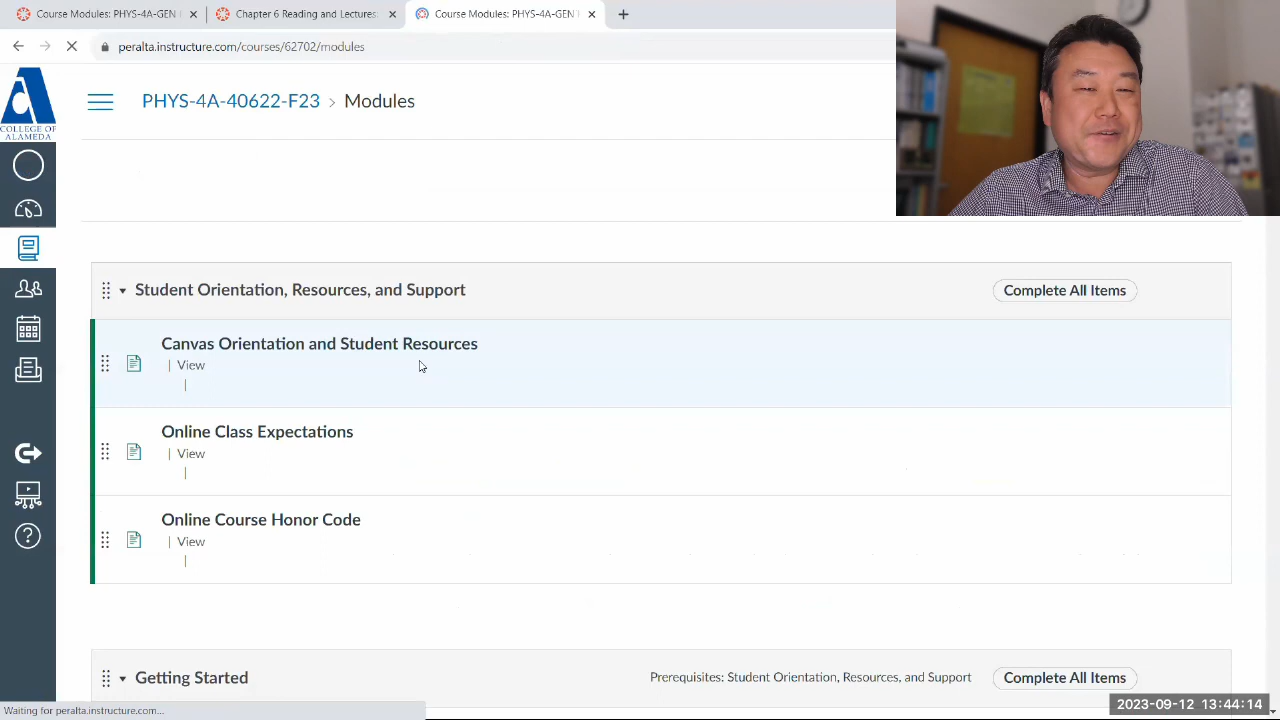 Course Modules: PHYS-4A-GEN
Chapter 6 Reading and Lectures
Course Modules: PHYS-4A-GEN
peralta.instructure.com/courses/62702/modules
COLLEGE OF
ALAMEDA
PHYS-4A-40622-F23 > Modules
Student Orientation, Resources, and Support
Complete All Items
Canvas Orientation and Student Resources
| View
|
Online Class Expectations
| View
|
Online Course Honor Code
| View
|
Getting Started
Prerequisites: Student Orientation, Resources, and Support
Complete All Items
Waiting for peralta.instructure.com...
2023-09-12 13:44:14